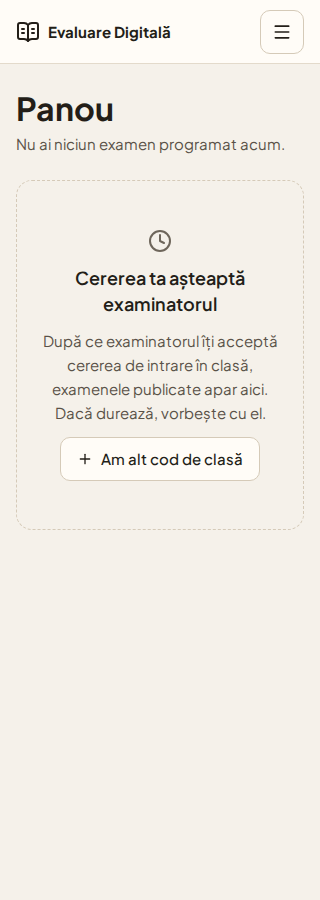 Evaluare Digitală
Panou
Nu ai niciun examen programat acum.
Cererea ta așteaptă
examinatorul
După ce examinatorul îți acceptă
cererea de intrare în clasă,
examenele publicate apar aici.
Dacă durează, vorbește cu el.
Am alt cod de clasă